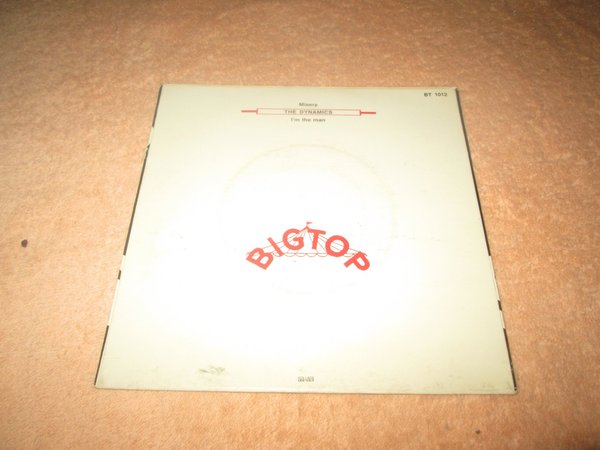 BT 1012
Misery
THE DYNAMICS
I'm the man
BIGTOP